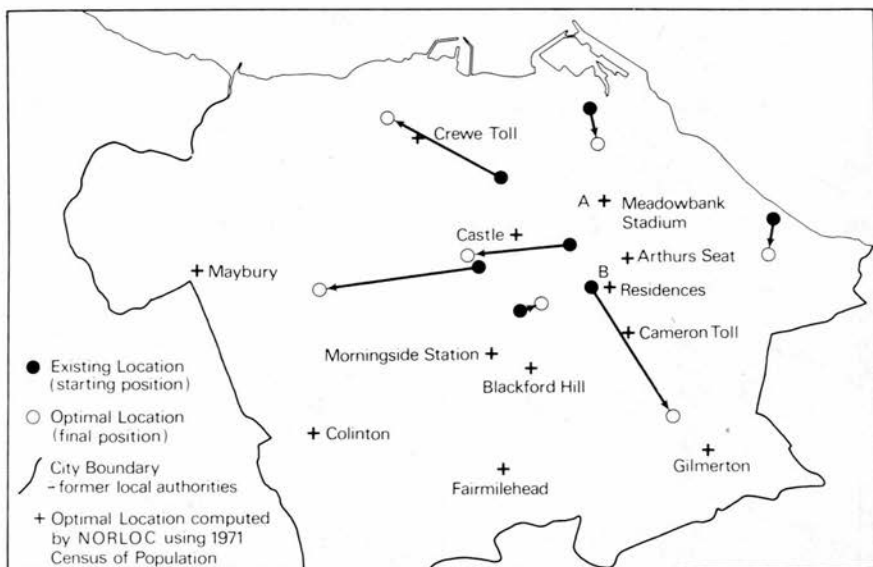 Crewe Toll
A
Meadowbank
Stadium
Castle
Arthurs Seat
Maybury
B
Residences
Cameron Toll
Morningside Station
Blackford Hill
Existing Location
(starting position)
Optimal Location
(final position)
Colinton
Gilmerton
City Boundary
- former local authorities
Fairmilehead
Optimal Location computed
by NORLOC using 1971
Census of Population